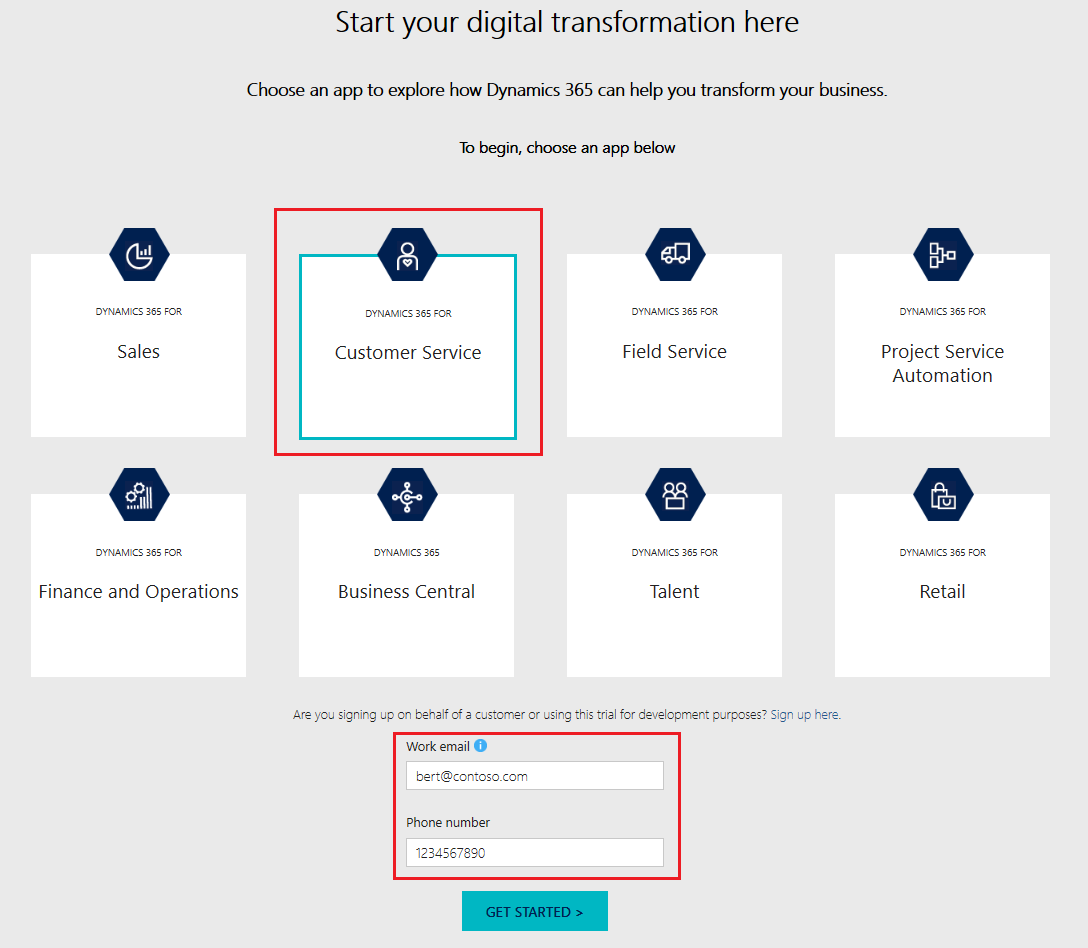 Start your digital transformation here
Choose an app to explore how Dynamics 365 can help you transform your business.
To begin, choose an app below
DYNAMICS 365 FOR
Sales
DYNAMICS 365 FOR
Customer Service
DYNAMICS 365 FOR
Field Service
DYNAMICS 365 FOR
Project Service
Automation
DYNAMICS 365 FOR
Finance and Operations
DYNAMICS 365
Business Central
DYNAMICS 365 FOR
Talent
DYNAMICS 365 FOR
Retail
Are you signing up on behalf of a customer or using this trial for development purposes? Sign up here.
Work email
bert@contoso.com
Phone number
1234567890
GET STARTED >